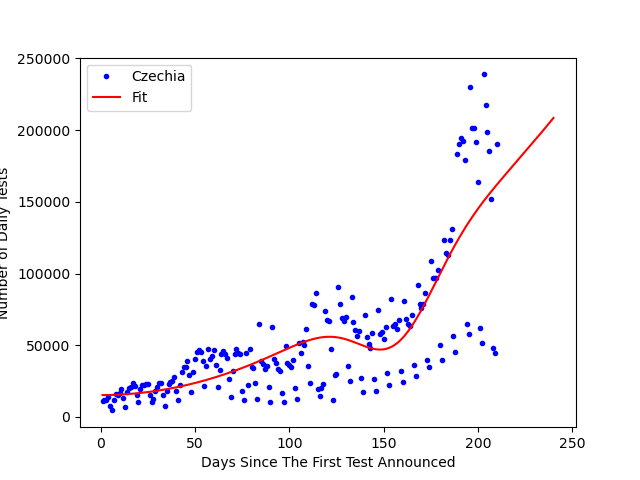 250000
200000
150000
100000
50000
0
Number of Daily Tests
Czechia
Fit
0 50 100 150 200 250
Days Since The First Test Announced